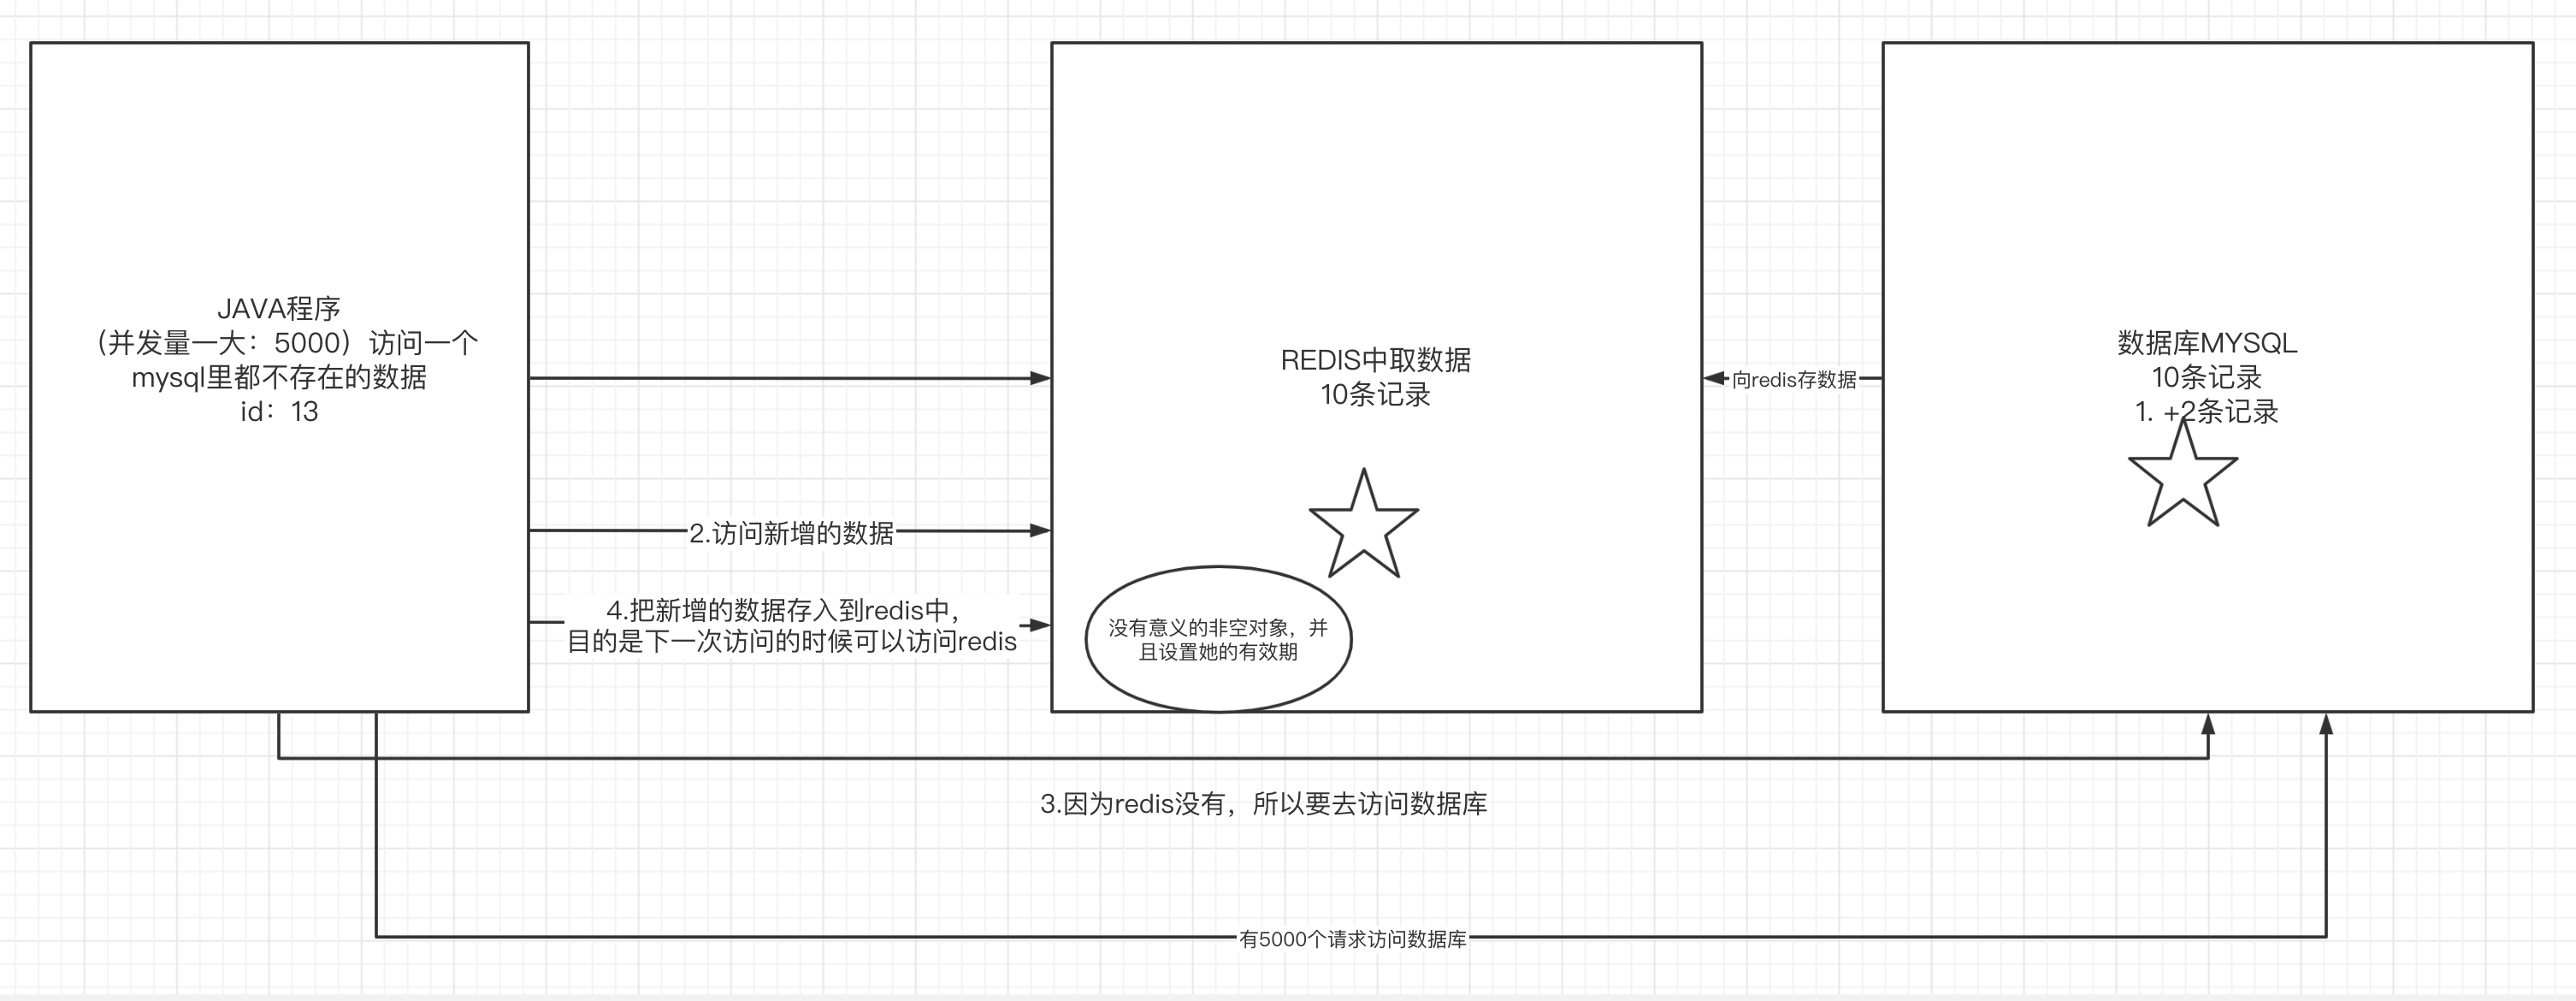 JAVA程序
（并发量一大：5000）访问一个
mysql里都不存在的数据
id：13
REDIS中取数据
10条记录
向redis存数据
数据库MYSQL
10条记录
1. +2条记录
2.访问新增的数据
4.把新增的数据存入到redis中，
目的是下一次访问的时候可以访问redis
没有意义的非空对象，并
且设置她的有效期
3.因为redis没有，所以要去访问数据库
有5000个请求访问数据库